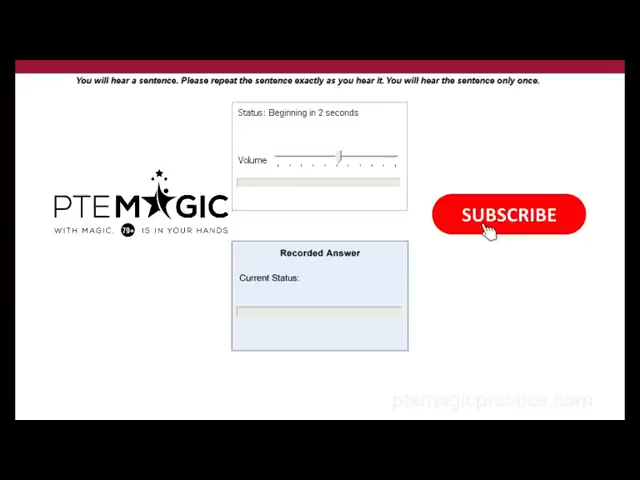 You will hear a sentence. Please repeat the sentence exactly as you hear it. You will hear the sentence only once.
Status: Beginning in 2 seconds
Volume
PTEMAGIC
WITH MAGIC, 79+ IS IN YOUR HANDS
SUBSCRIBE
Recorded Answer
Current Status:
ptemagicpractice.com